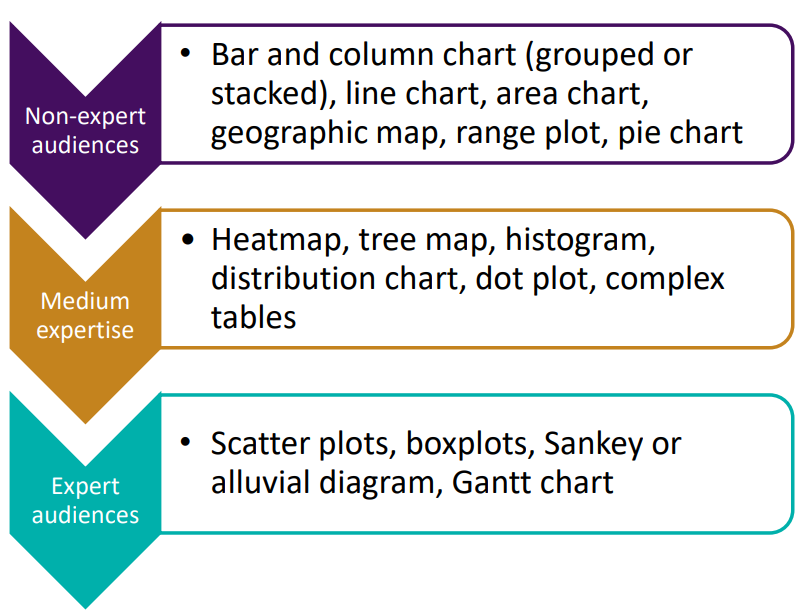 Non-expert
audiences
• Bar and column chart (grouped or
stacked), line chart, area chart,
geographic map, range plot, pie chart
Medium
expertise
• Heatmap, tree map, histogram,
distribution chart, dot plot, complex
tables
Expert
audiences
• Scatter plots, boxplots, Sankey or
alluvial diagram, Gantt chart